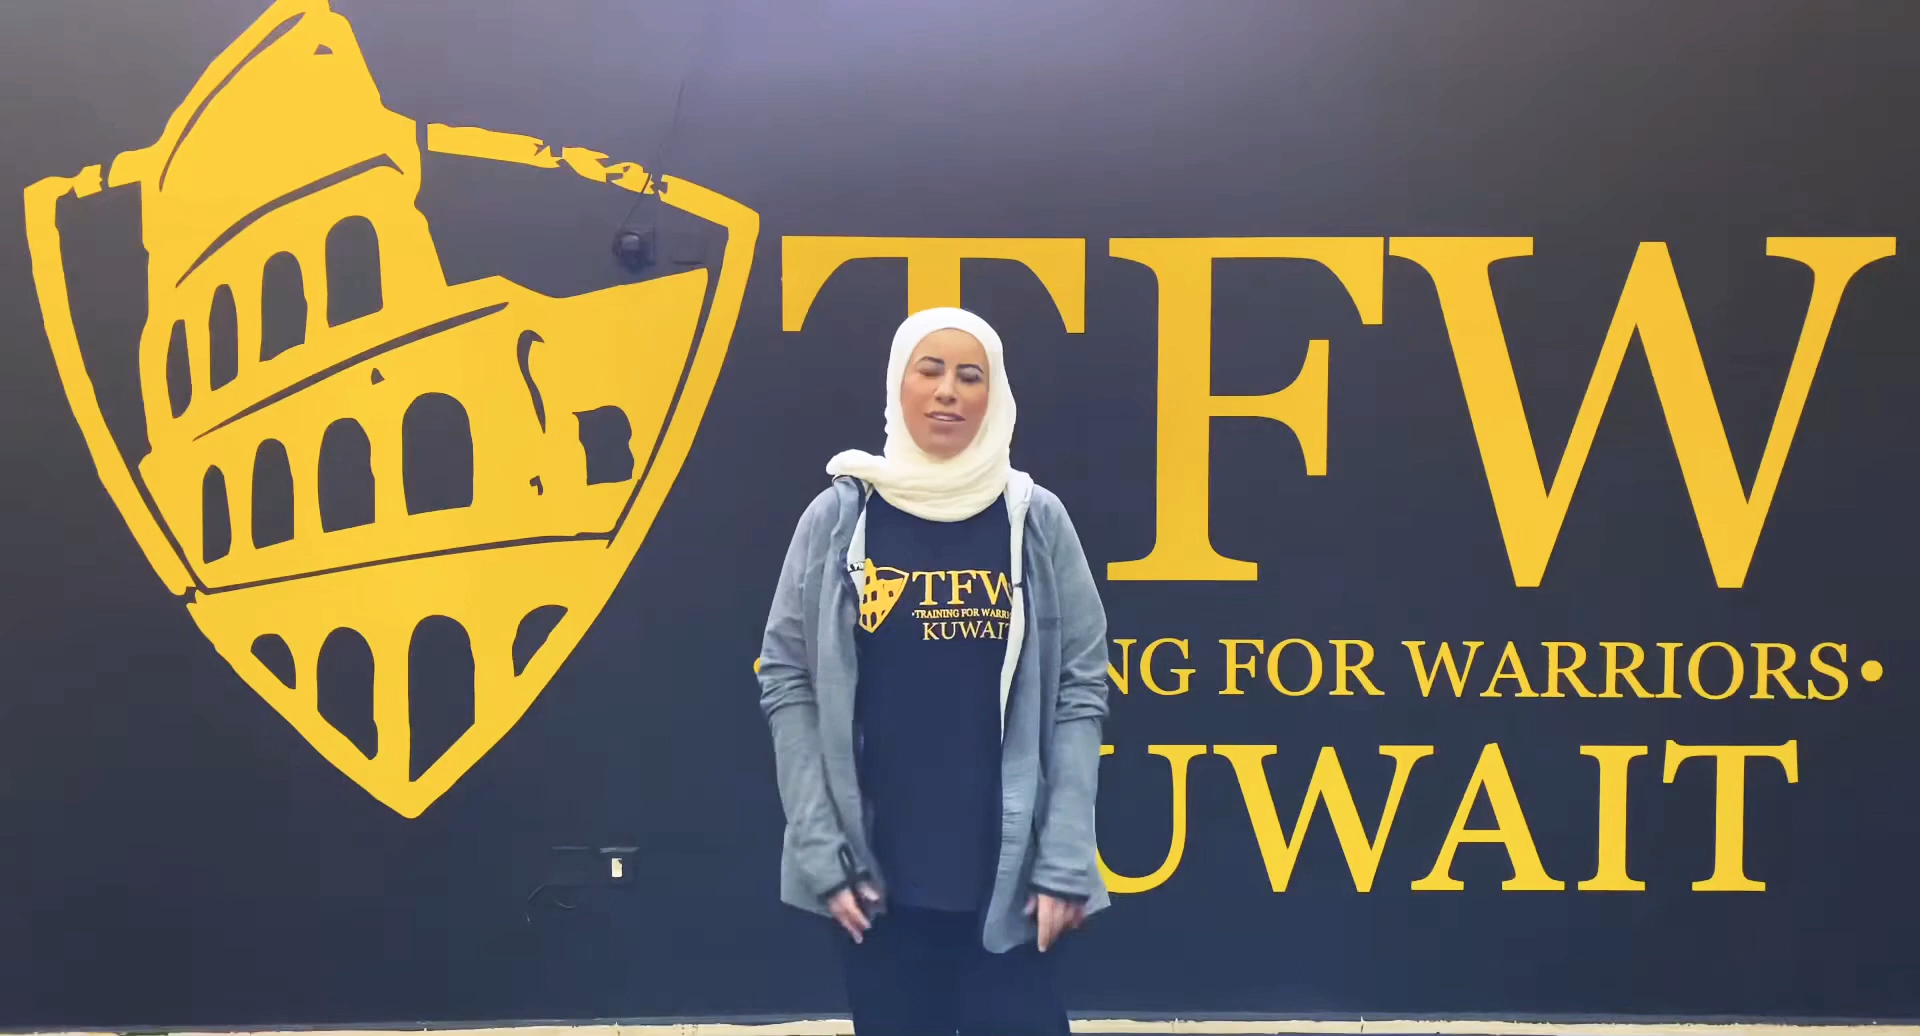 TFW
NG FOR WARRIORS•
UWAIT
TFW
•TRAINING FOR WARRI
KUWAIT